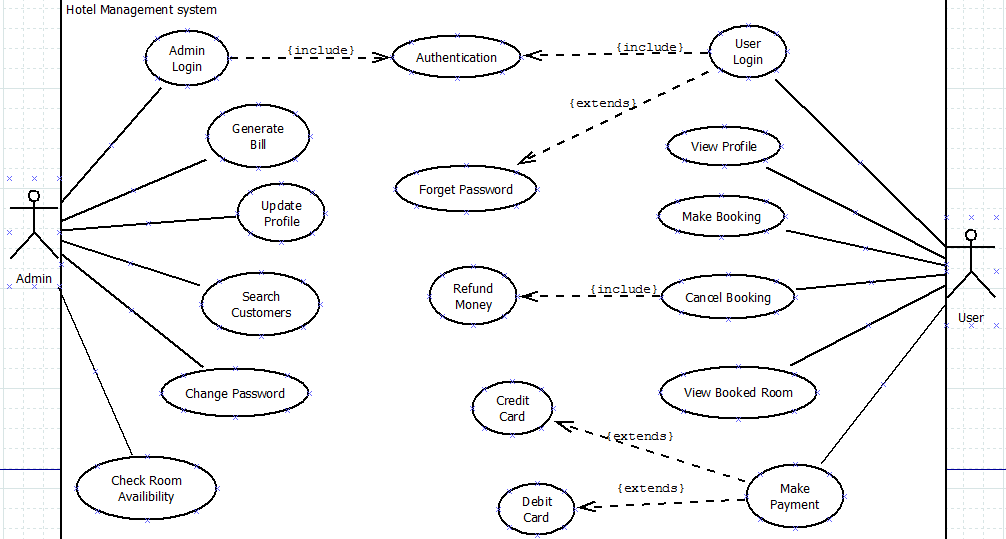 Hotel Management system
Admin
Login
{include}
Authentication
{include}
User
Login
{extends}
Generate
Bill
View Profile
Forget Password
Update
Profile
Make Booking
Admin
Search
Customers
Refund
Money
{include}
Cancel Booking
User
Change Password
Credit
Card
View Booked Room
{extends}
Check Room
Availibility
Debit
Card
{extends}
Make
Payment